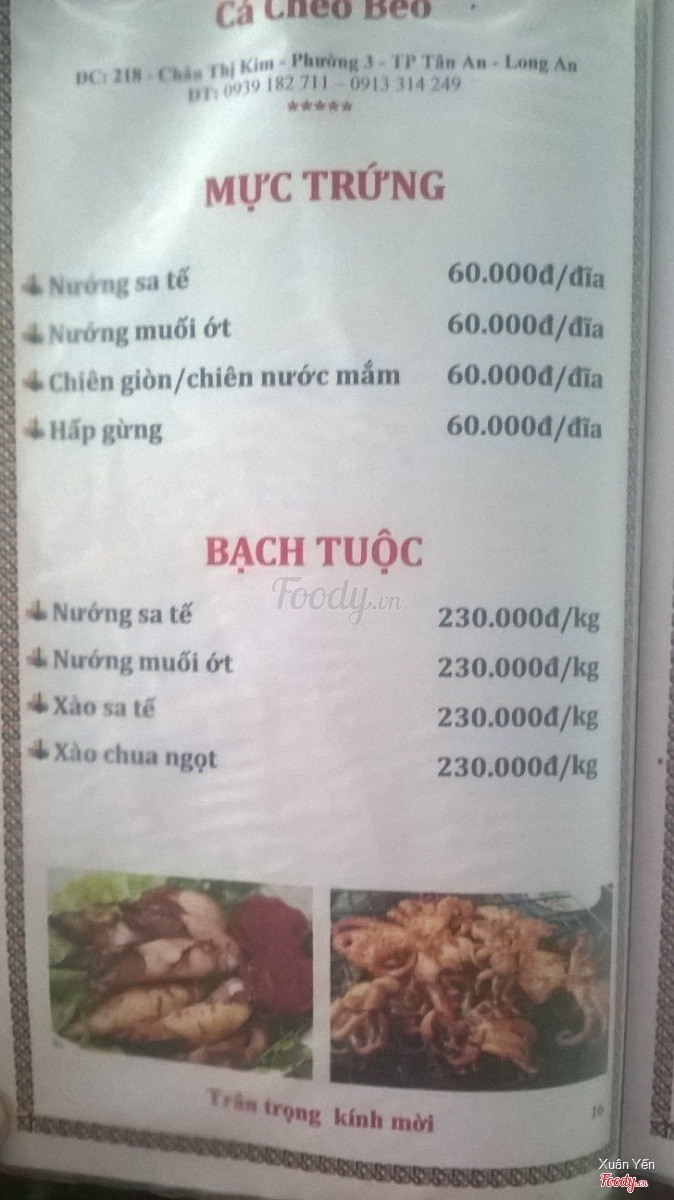 Cá Chẽo Bẽo
ĐC: 218 - Châu Thị Kim - Phường 3 - TP Tân An - Long An
ĐT: 0939 182 711 – 0913 314 249
*****
MỰC TRỨNG
Nướng sa tế 60.000đ/đĩa
Nướng muối ớt 60.000đ/đĩa
Chiên giòn/chiên nước mắm 60.000đ/đĩa
Hấp gừng 60.000đ/đĩa
BẠCH TUỘC
Foody.vn
Nướng sa tế 230.000đ/kg
Nướng muối ớt 230.000đ/kg
Xào sa tế 230.000đ/kg
Xào chua ngọt 230.000đ/kg
Trân trọng kính mời
16
Xuân Yến
Foody.vn